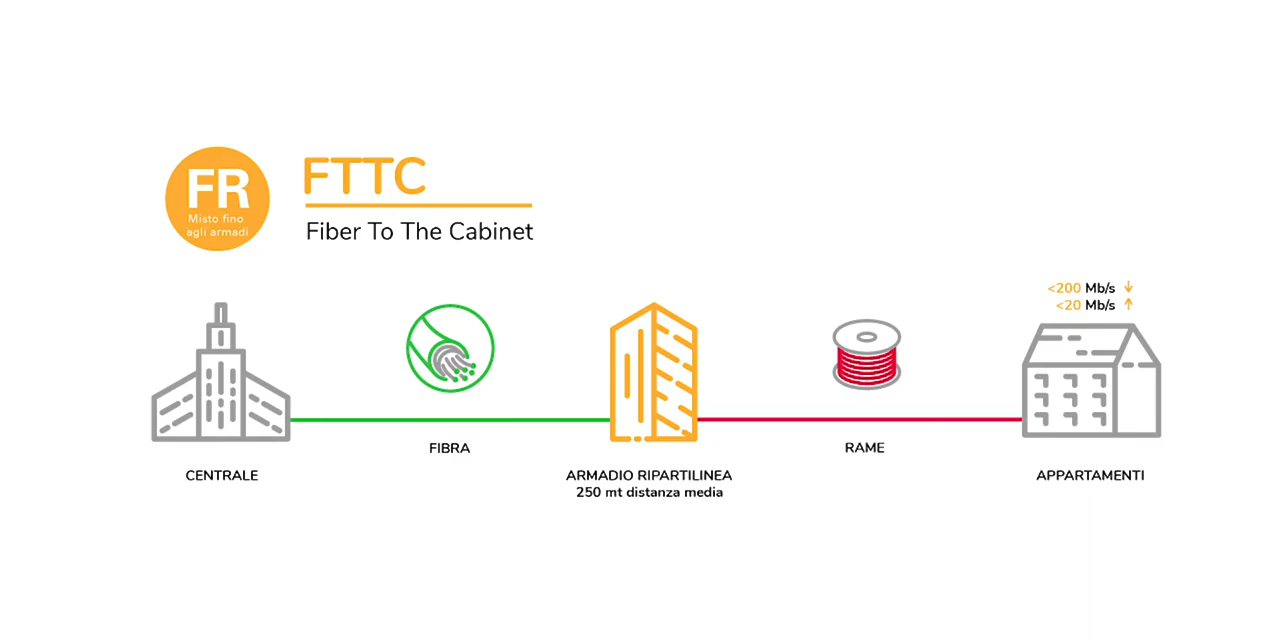 FR
Misto fino
agli armadi
FTTC
Fiber To The Cabinet
<200 Mb/s ↓
<20 Mb/s ↑
FIBRA
RAME
CENTRALE
ARMADIO RIPARTILINEA
250 mt distanza media
APPARTAMENTI